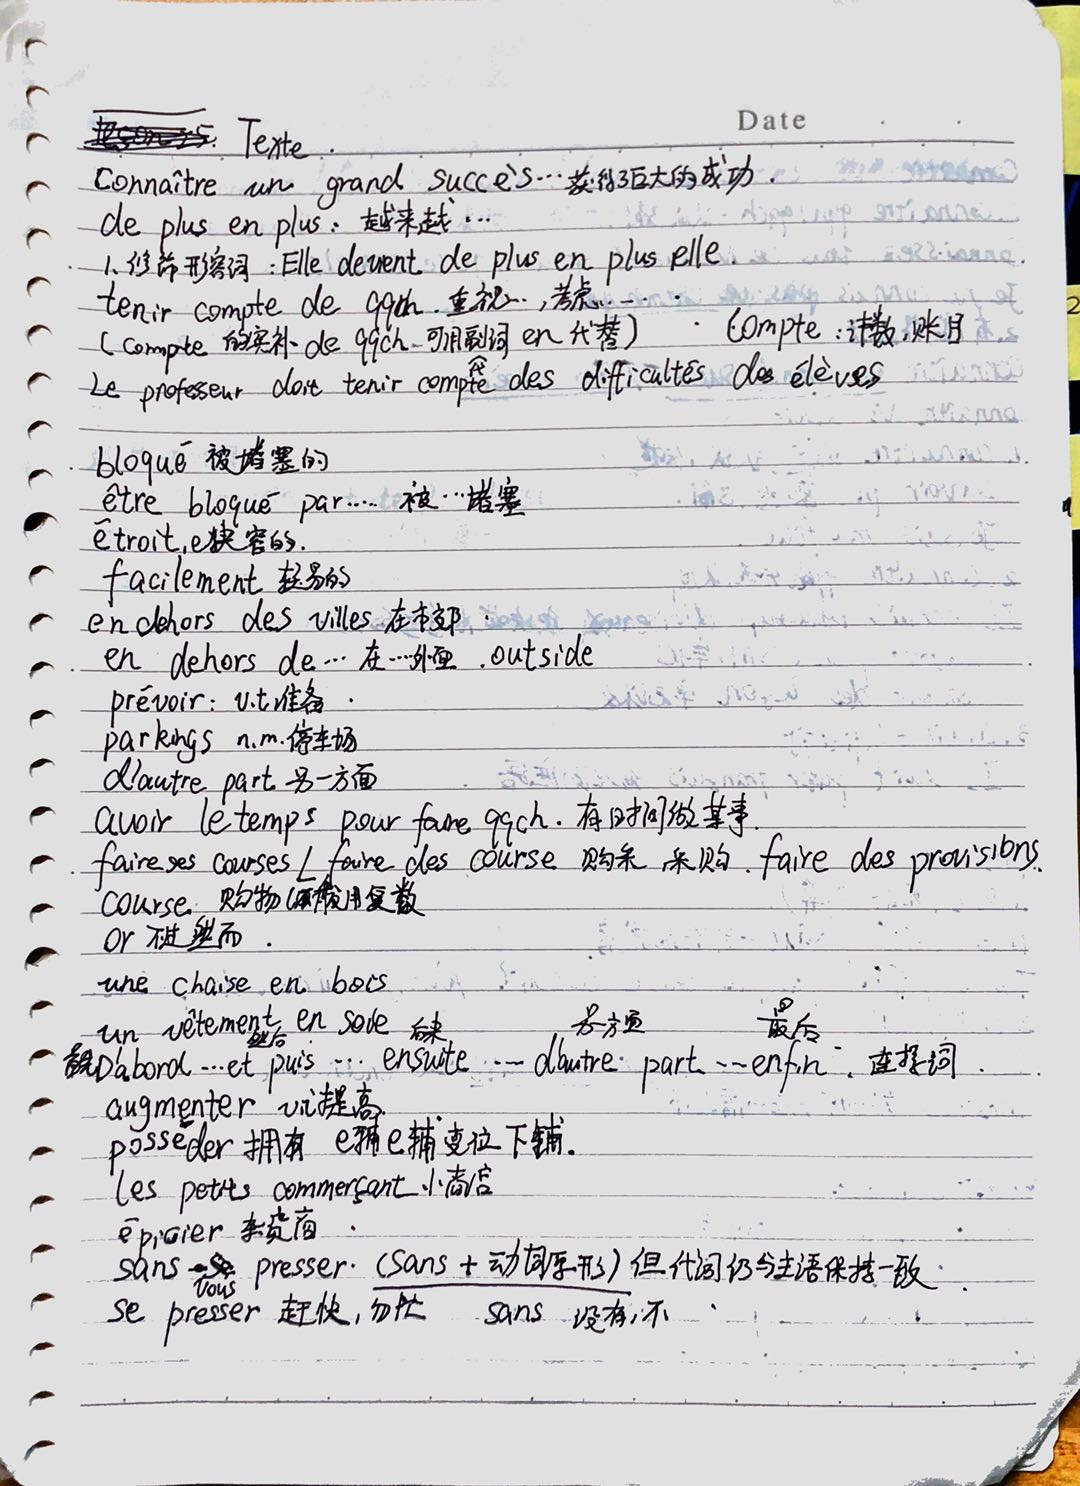 Date
Texte.
Connaître un grand succès… 获得了巨大的成功.
de plus en plus: 越来越…
1. 修饰形容词: Elle devent de plus en plus elle.
tenir compte de qqch. 重视…, 考虑……
(compte 的宾补 de qqch 可用副词 en 代替) Compte: 计数, 账目
Le professeur doit tenir compte des difficultés des élèves
bloqué 被堵塞的
être bloqué par…… 被…堵塞
étroit,e 狭窄的.
facilement 轻易的
en dehors des villes 在市郊.
en dehors de… 在…外面. outside
prévoir: v.t. 准备.
parkings n.m. 停车场
d'autre part 另一方面
avoir le temps pour faire qqch. 有时间做某事.
faire ses courses / faire des course 购买 采购. faire des provisions.
course 购物 常用复数
or 然而.
une chaise en bois
un vêtement en soie
然后 后来 另方面 最后
D'abord … et puis … ensuite … d'autre part … enfin. 连接词.
augmenter v.i 提高
posséder 拥有 e辅e辅变位下铺.
les petits commerçant 小商店
épicier 杂货商.
sans se presser. (sans + 动词原形) 但代词仍与主语保持一致.
vous
se presser 赶快, 匆忙 sans 没有, 不.